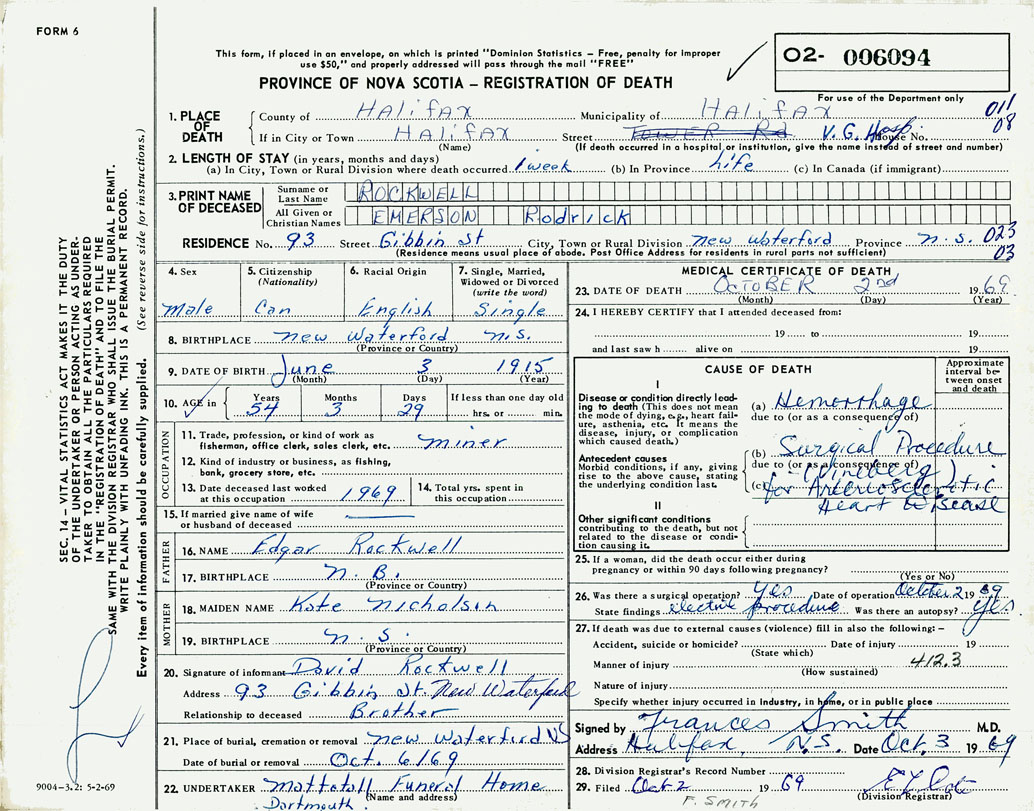 FORM 6
This form, if placed in an envelope, on which is printed "Dominion Statistics – Free, penalty for improper
use $50," and properly addressed will pass through the mail "FREE"
PROVINCE OF NOVA SCOTIA – REGISTRATION OF DEATH
02- 006094
For use of the Department only
011
08
1. PLACE OF DEATH
County of HALIFAX Municipality of HALIFAX
If in City or Town HALIFAX Street TOWER Rd V. G. Hosp. House No.
(Name) (If death occurred in a hospital or institution, give the name instead of street and number)
2. LENGTH OF STAY (in years, months and days)
(a) In City, Town or Rural Division where death occurred 1 week (b) In Province Life (c) In Canada (if immigrant)
3. PRINT NAME OF DECEASED
Surname or Last Name ROCKWELL
All Given or Christian Names EMERSON Rodrick
RESIDENCE No. 93 Street Gibbin St City, Town or Rural Division New Waterford Province N.S. 023
(Residence means usual place of abode. Post Office Address for residents in rural parts not sufficient) 03
4. Sex Male
5. Citizenship (Nationality) Can
6. Racial Origin English
7. Single, Married, Widowed or Divorced (write the word) Single
8. BIRTHPLACE New Waterford N.S.
(Province or Country)
9. DATE OF BIRTH June 3 1915
(Month) (Day) (Year)
10. AGE in Years 54 Months 3 Days 29 If less than one day old hrs. or min.
OCCUPATION
11. Trade, profession, or kind of work as fisherman, office clerk, sales clerk, etc. miner
12. Kind of industry or business, as fishing, bank, grocery store, etc.
13. Date deceased last worked at this occupation 1969
14. Total yrs. spent in this occupation
15. If married give name of wife or husband of deceased
FATHER
16. NAME Edgar Rockwell
17. BIRTHPLACE N.B.
(Province or Country)
MOTHER
18. MAIDEN NAME Kate Nicholsin
19. BIRTHPLACE N.S.
(Province or Country)
20. Signature of informant David Rockwell
Address 93 Gibbin St. New Waterford
Relationship to deceased Brother
21. Place of burial, cremation or removal New Waterford NS
Date of burial or removal Oct. 6/69
22. UNDERTAKER Mattatall Funeral Home
(Name and address)
Dartmouth.
MEDICAL CERTIFICATE OF DEATH
23. DATE OF DEATH OCTOBER 2nd 1969
(Month) (Day) (Year)
24. I HEREBY CERTIFY that I attended deceased from:
19 to 19
and last saw h alive on 19
CAUSE OF DEATH
Approximate interval between onset and death
I
Disease or condition directly leading to death (This does not mean the mode of dying, e.g., heart failure, asthenia, etc. It means the disease, injury, or complication which caused death.)
(a) Hemorrhage
due to (or as a consequence of)
Antecedent causes
Morbid conditions, if any, giving rise to the above cause, stating the underlying condition last.
(b) Surgical Procedure
due to (or as a consequence of)
(Vineberg)
(c) for Arteriosclerotic
Heart Disease
II
Other significant conditions
contributing to the death, but not related to the disease or condition causing it.
25. If a woman, did the death occur either during pregnancy or within 90 days following pregnancy?
(Yes or No)
26. Was there a surgical operation? Yes Date of operation October 2 1969
State findings elective procedure Was there an autopsy? Yes
27. If death was due to external causes (violence) fill in also the following: –
Accident, suicide or homicide? Date of injury 19
(State which)
Manner of injury 412.3
(How sustained)
Nature of injury
Specify whether injury occurred in Industry, in home, or in public place
Signed by Frances Smith M.D.
Address Halifax, N.S. Date Oct. 3 1969
28. Division Registrar's Record Number
29. Filed Oct 2 1969
(Division Registrar)
F. SMITH
SEC. 14 – VITAL STATISTICS ACT MAKES IT THE DUTY
OF THE UNDERTAKER OR PERSON ACTING AS UNDERTAKER
TO OBTAIN ALL THE PARTICULARS REQUIRED
IN THE "REGISTRATION OF DEATH" AND TO FILE THE
SAME WITH THE DIVISION REGISTRAR WHO SHALL ISSUE THE BURIAL PERMIT.
WRITE PLAINLY WITH UNFADING INK. THIS IS A PERMANENT RECORD.
Every item of information should be carefully supplied. (See reverse side for instructions.)
9004-3.2: 5-2-69